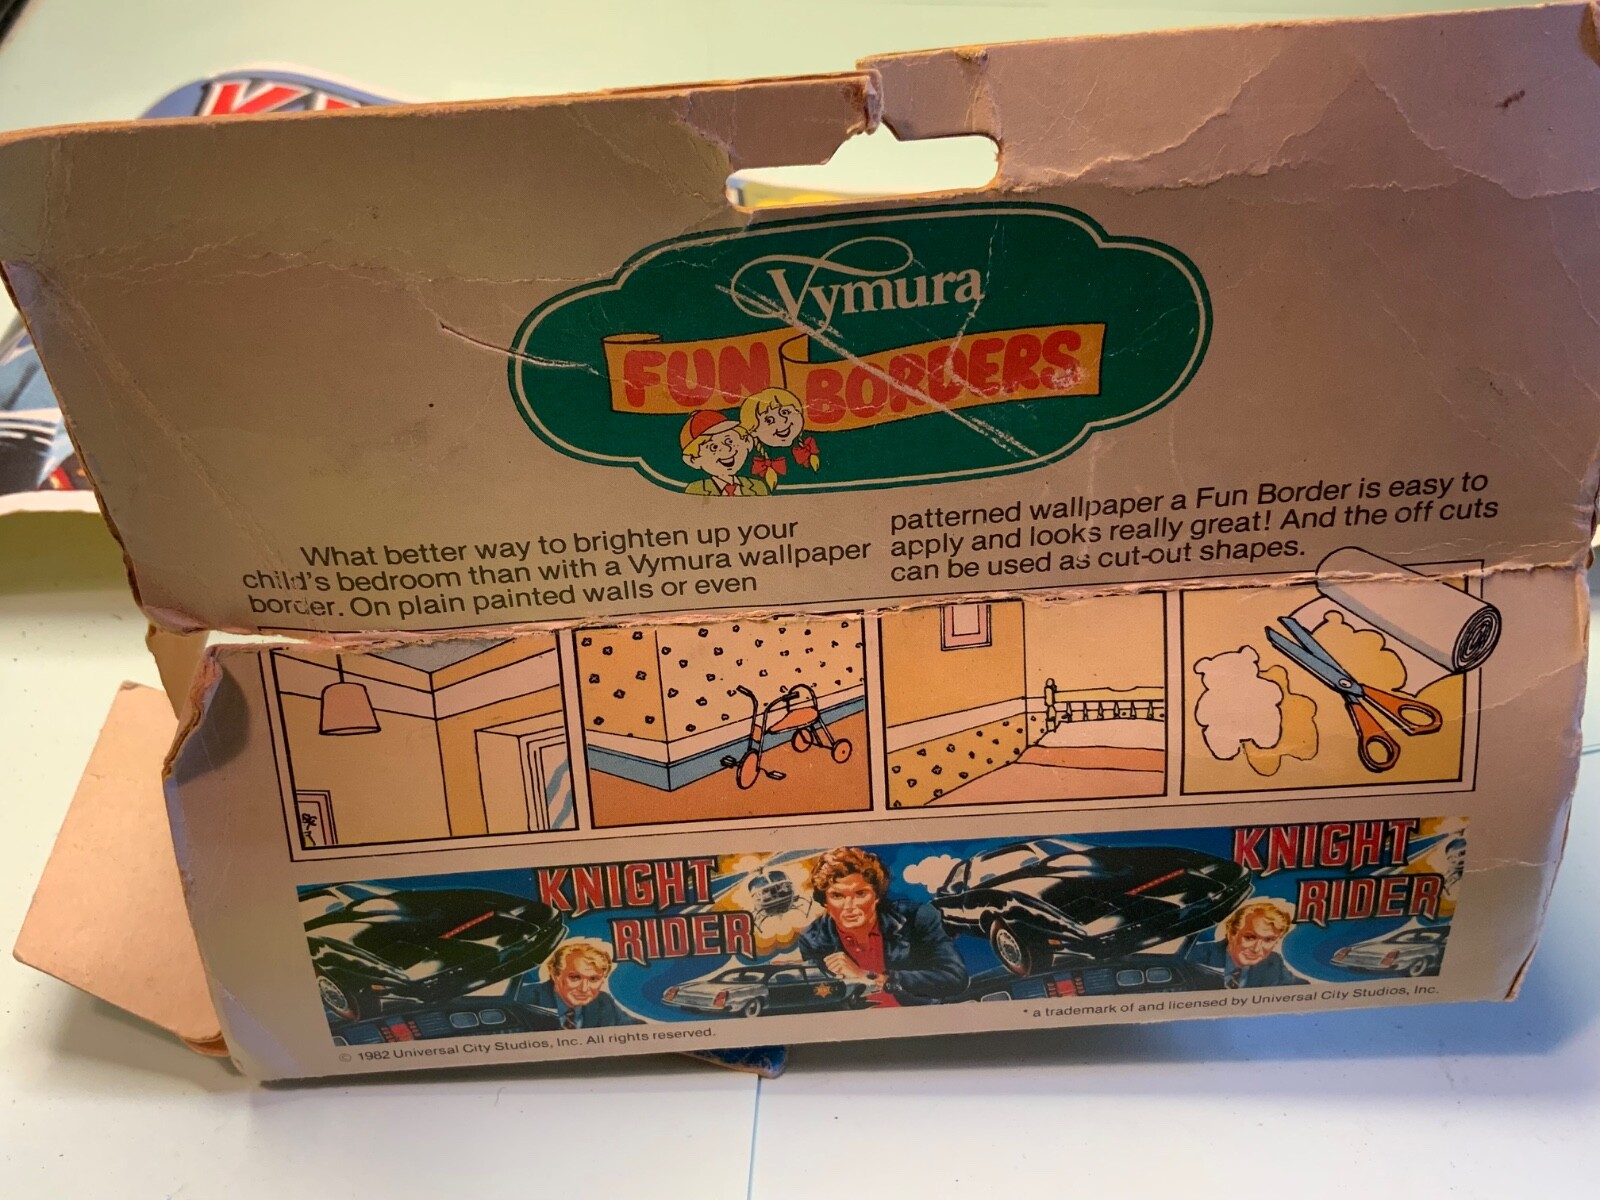 Vymura
FUN BORDERS
What better way to brighten up your
child's bedroom than with a Vymura wallpaper
border. On plain painted walls or even
patterned wallpaper a Fun Border is easy to
apply and looks really great! And the off cuts
can be used as cut-out shapes.
KNIGHT
RIDER
KNIGHT
RIDER
© 1982 Universal City Studios, Inc. All rights reserved.
* a trademark of and licensed by Universal City Studios, Inc.